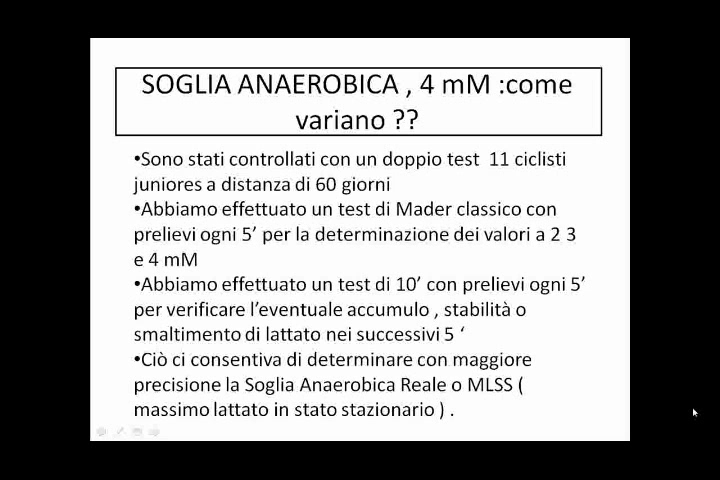 SOGLIA ANAEROBICA , 4 mM :come
variano ??
•Sono stati controllati con un doppio test 11 ciclisti
juniores a distanza di 60 giorni
•Abbiamo effettuato un test di Mader classico con
prelievi ogni 5’ per la determinazione dei valori a 2 3
e 4 mM
•Abbiamo effettuato un test di 10’ con prelievi ogni 5’
per verificare l’eventuale accumulo , stabilità o
smaltimento di lattato nei successivi 5 ‘
•Ciò ci consentiva di determinare con maggiore
precisione la Soglia Anaerobica Reale o MLSS (
massimo lattato in stato stazionario ) .